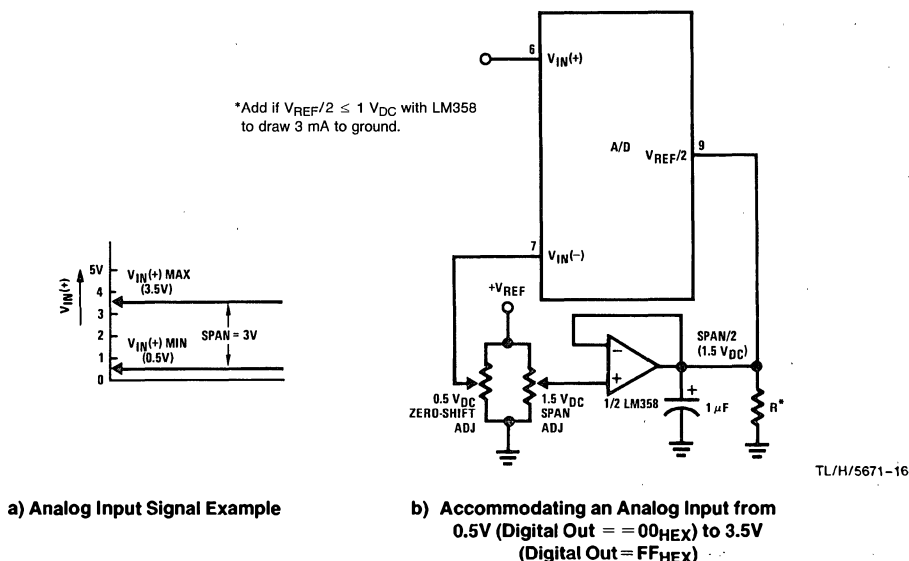 6
V_IN(+)
*Add if V_REF/2 ≤ 1 V_DC with LM358
to draw 3 mA to ground.
A/D
V_REF/2
9
7
V_IN(−)
V_IN(+)
5V
4
3
2
1
0
V_IN(+) MAX
(3.5V)
SPAN = 3V
V_IN(+) MIN
(0.5V)
+V_REF
0.5 V_DC
ZERO-SHIFT
ADJ
1.5 V_DC
SPAN
ADJ
−
+
1/2 LM358
SPAN/2
(1.5 V_DC)
+
1 μF
R*
TL/H/5671–16
a) Analog Input Signal Example
b) Accommodating an Analog Input from
0.5V (Digital Out = =00_HEX) to 3.5V
(Digital Out=FF_HEX)